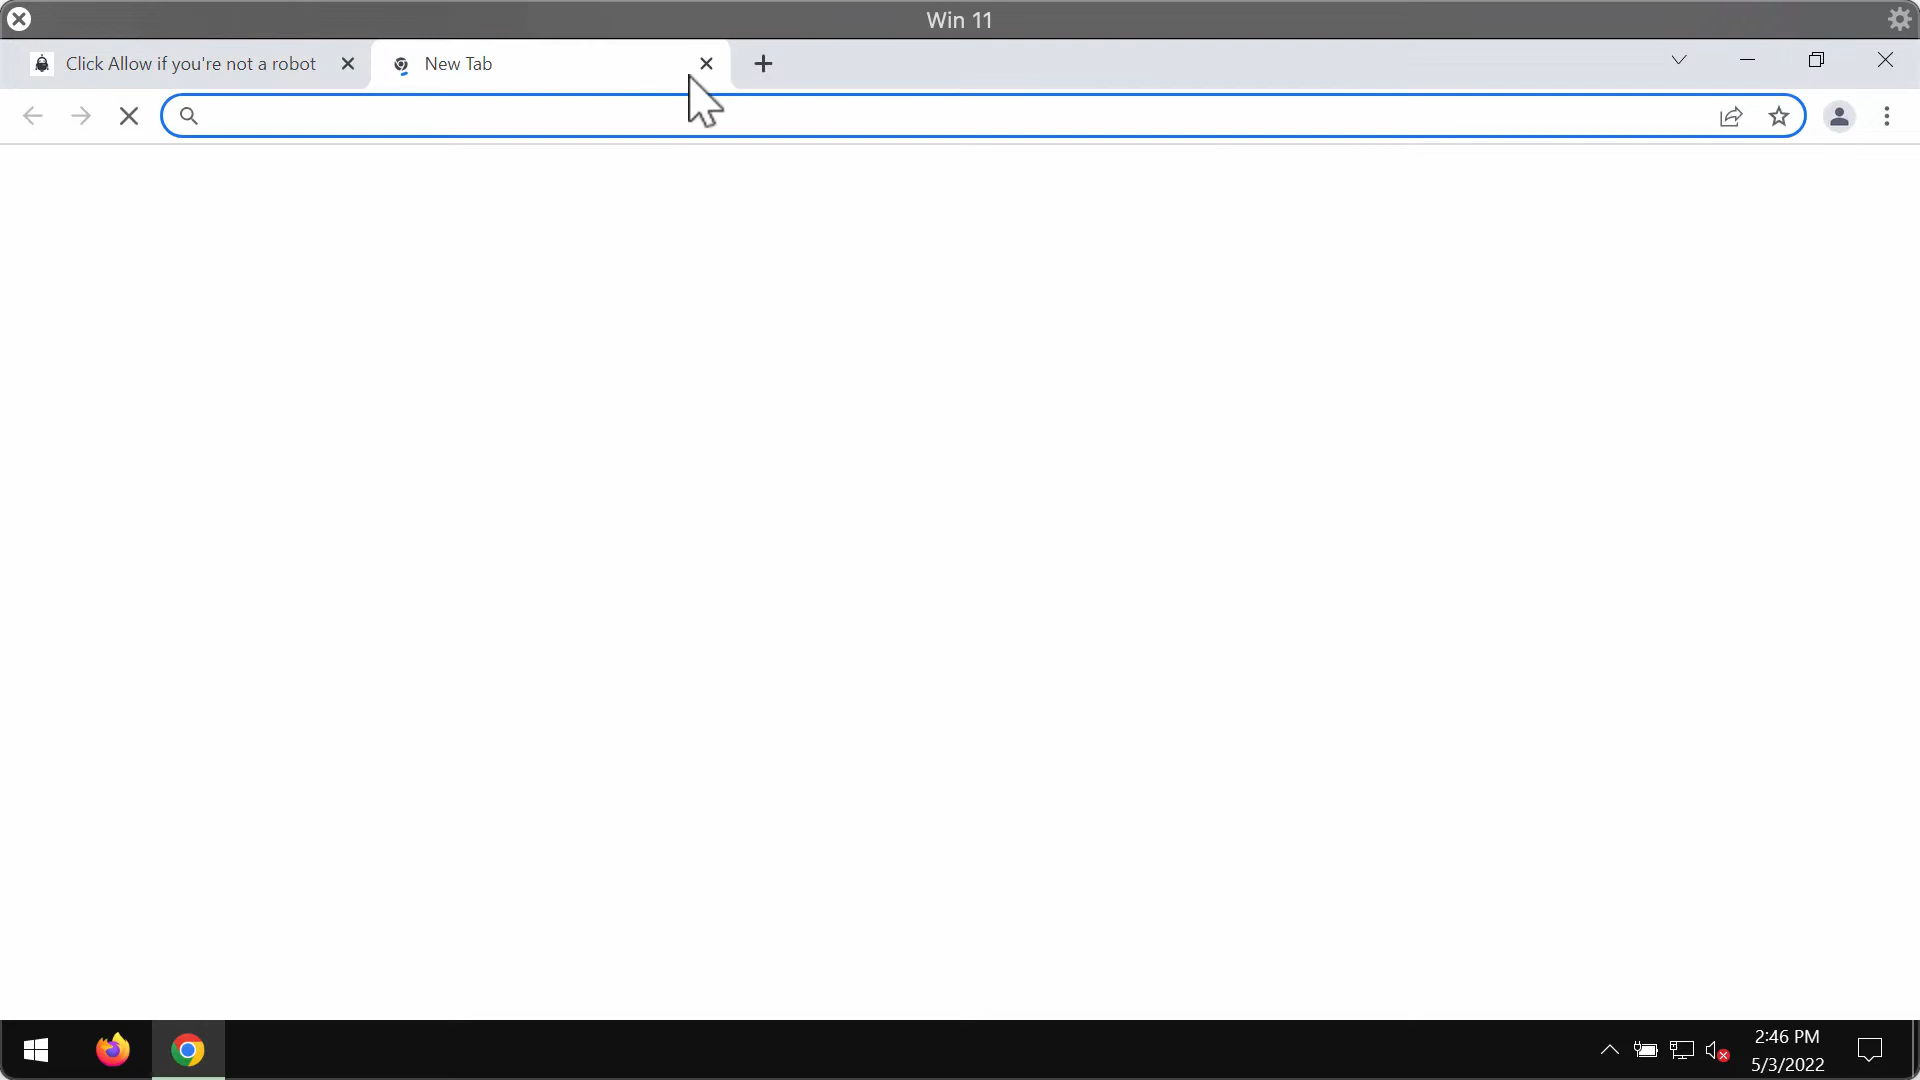 Win 11
Click Allow if you're not a robot
New Tab
2:46 PM
5/3/2022